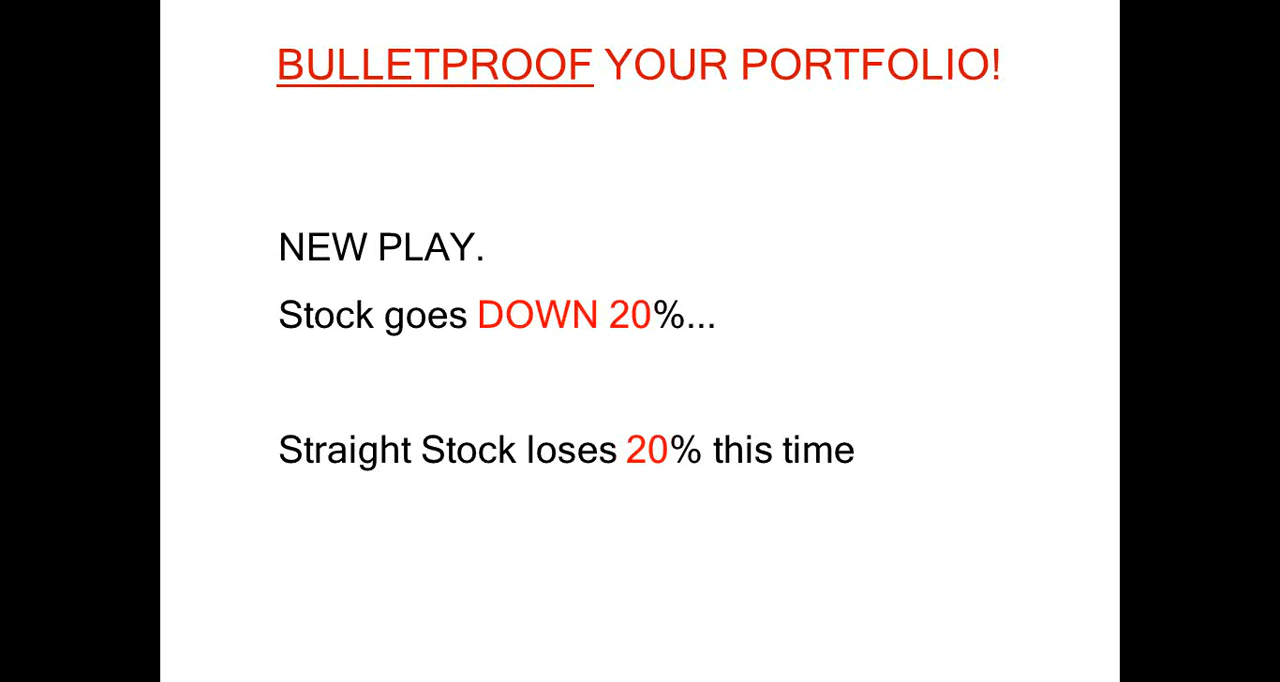 BULLETPROOF YOUR PORTFOLIO!
NEW PLAY.
Stock goes DOWN 20%...
Straight Stock loses 20% this time